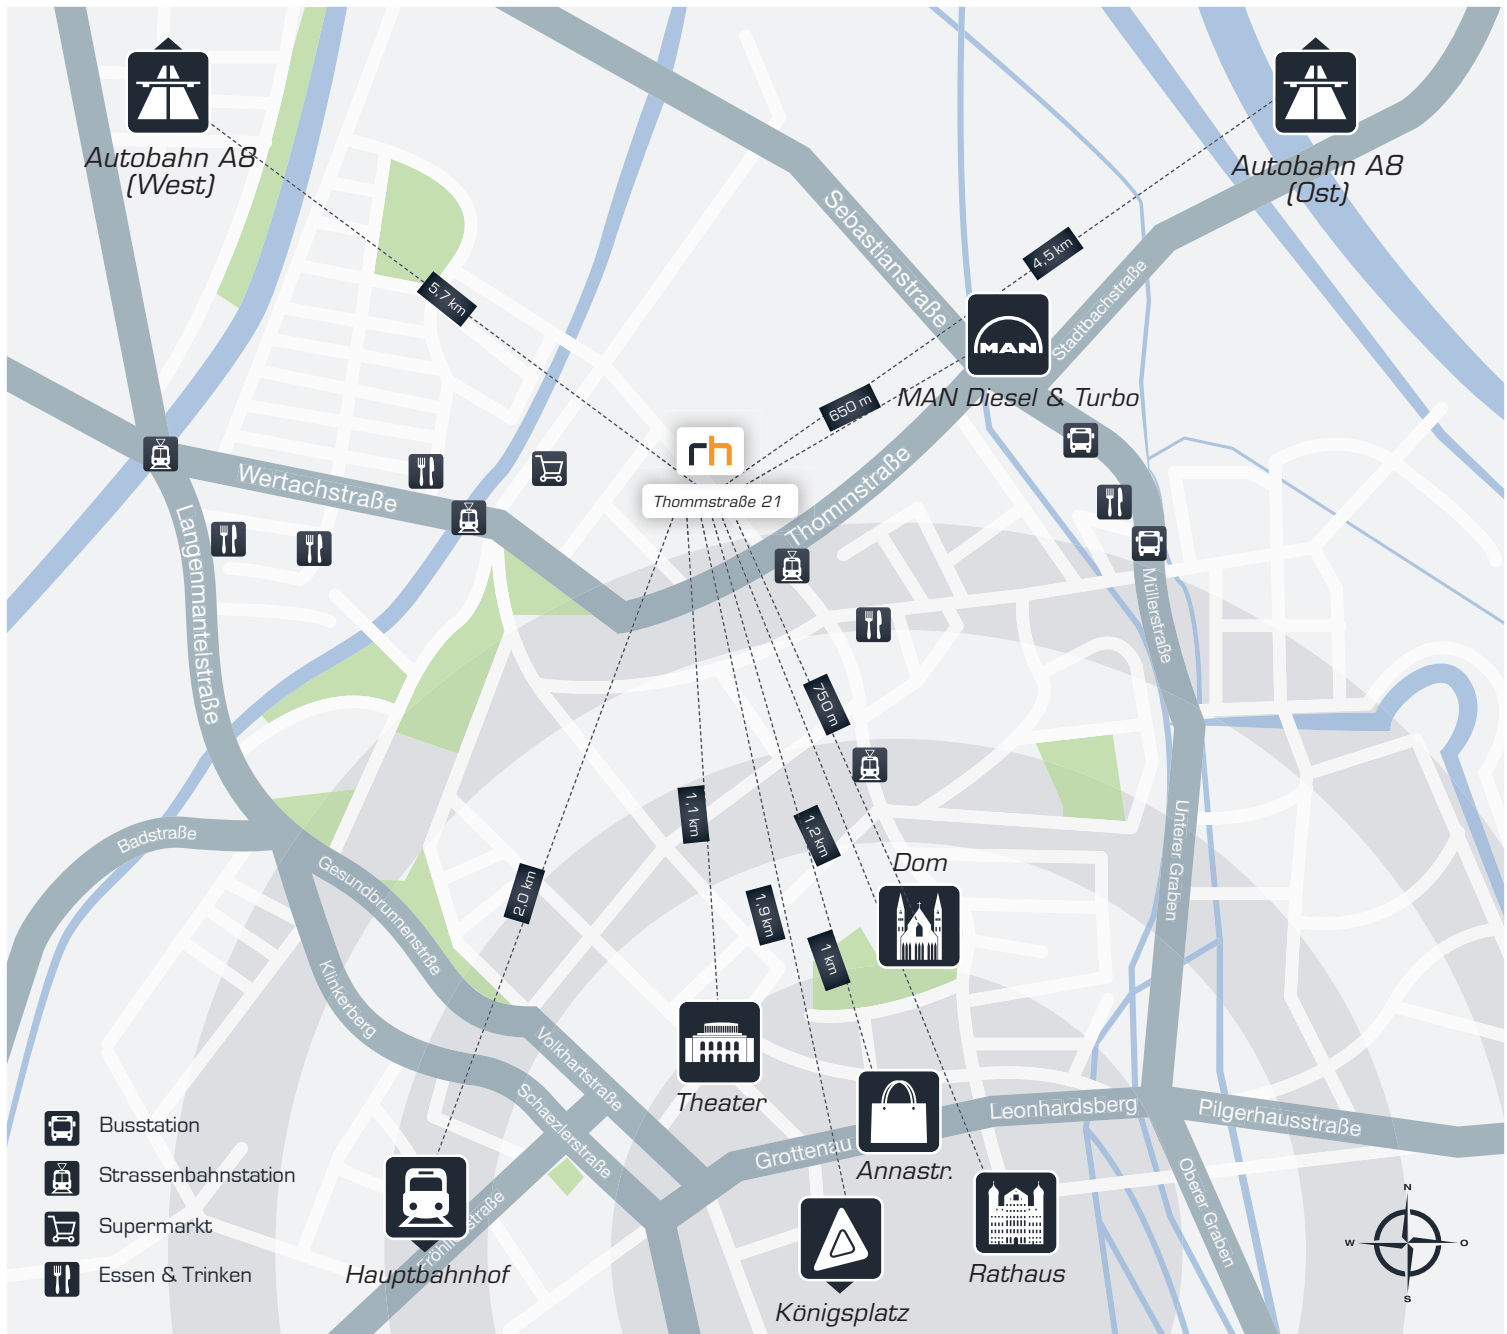 Autobahn A8
(West)
Autobahn A8
(Ost)
Sebastianstraße
4,5 km
5,7 km
Stadtbachstraße
MAN
650 m
MAN Diesel & Turbo
rh
Thommstraße 21
Wertachstraße
Thommstraße
Langenmantelstraße
Müllerstraße
750 m
1,1 km
1,2 km
Badstraße
Unterer Graben
Dom
Gesundbrunnenstrße
2,0 km
1,9 km
1 km
Klinkerberg
Volkhartstraße
Theater
Schaezlerstraße
Leonhardsberg
Pilgerhausstraße
Grottenau
Annastr.
Oberer Graben
Busstation
Strassenbahnstation
Supermarkt
Essen & Trinken
Hauptbahnhof
Königsplatz
Rathaus
N
W
O
S